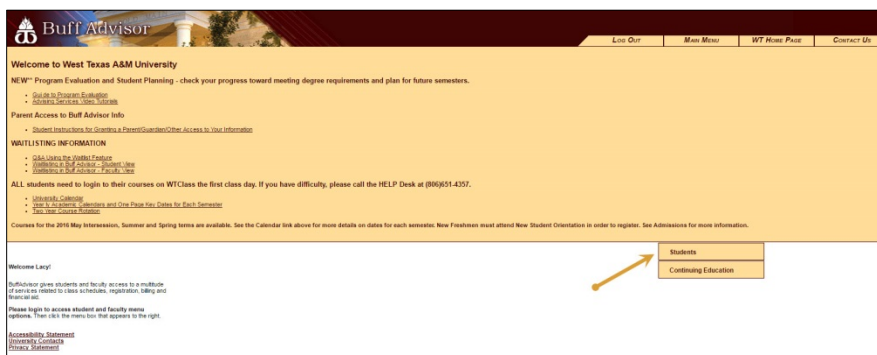 Buff Advisor
LOG OUT MAIN MENU WT HOME PAGE CONTACT US
Welcome to West Texas A&M University
NEW** Program Evaluation and Student Planning - check your progress toward meeting degree requirements and plan for future semesters.
Guide to Program Evaluation
Advising Services Video Tutorials
Parent Access to Buff Advisor Info
Student Instructions for Granting a Parent/Guardian/Other Access to Your Information
WAITLISTING INFORMATION
Q&A Using the Waitlist Feature
Waitlisting in Buff Advisor - Student View
Waitlisting in Buff Advisor - Faculty View
ALL students need to login to their courses on WTClass the first class day. If you have difficulty, please call the HELP Desk at (806)651-4357.
University Calendar
Yearly Academic Calendars and One Page Key Dates for Each Semester
Two Year Course Rotation
Courses for the 2016 May Intersession, Summer and Spring terms are available. See the Calendar link above for more details on dates for each semester. New Freshmen must attend New Student Orientation in order to register. See Admissions for more information.
Students
Continuing Education
Welcome Lacy!
BuffAdvisor gives students and faculty access to a multitude
of services related to class schedules, registration, billing and
financial aid.
Please login to access student and faculty menu
options. Then click the menu box that appears to the right.
Accessibility Statement
University Contacts
Privacy Statement